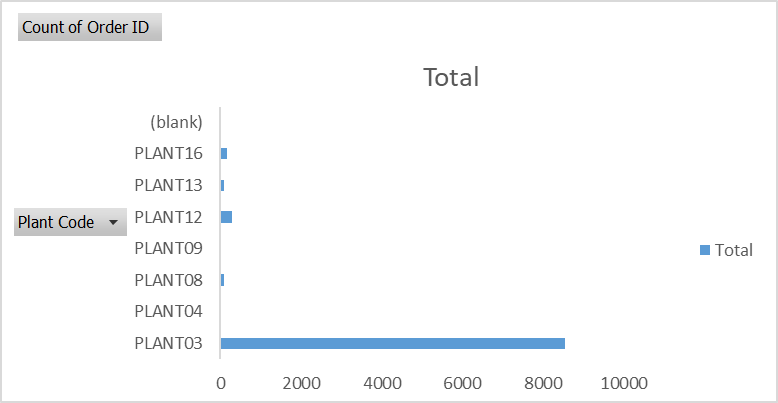 Count of Order ID
Total
(blank)
PLANT16
PLANT13
PLANT12
Plant Code
PLANT09
Total
PLANT08
PLANT04
PLANT03
0 2000 4000 6000 8000 10000